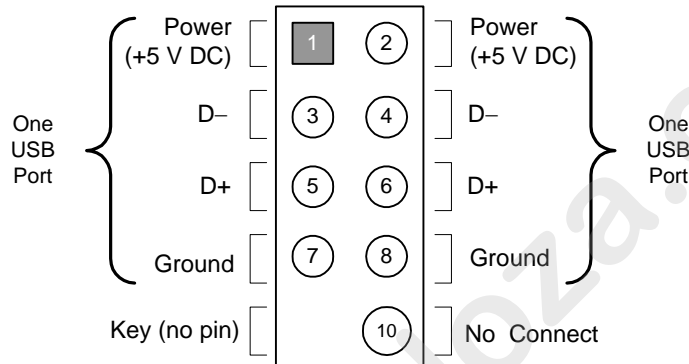 Power
(+5 V DC)
1
2
Power
(+5 V DC)
D–
3
4
D–
One
USB
Port
One
USB
Port
D+
5
6
D+
Ground
7
8
Ground
Key (no pin)
10
No Connect